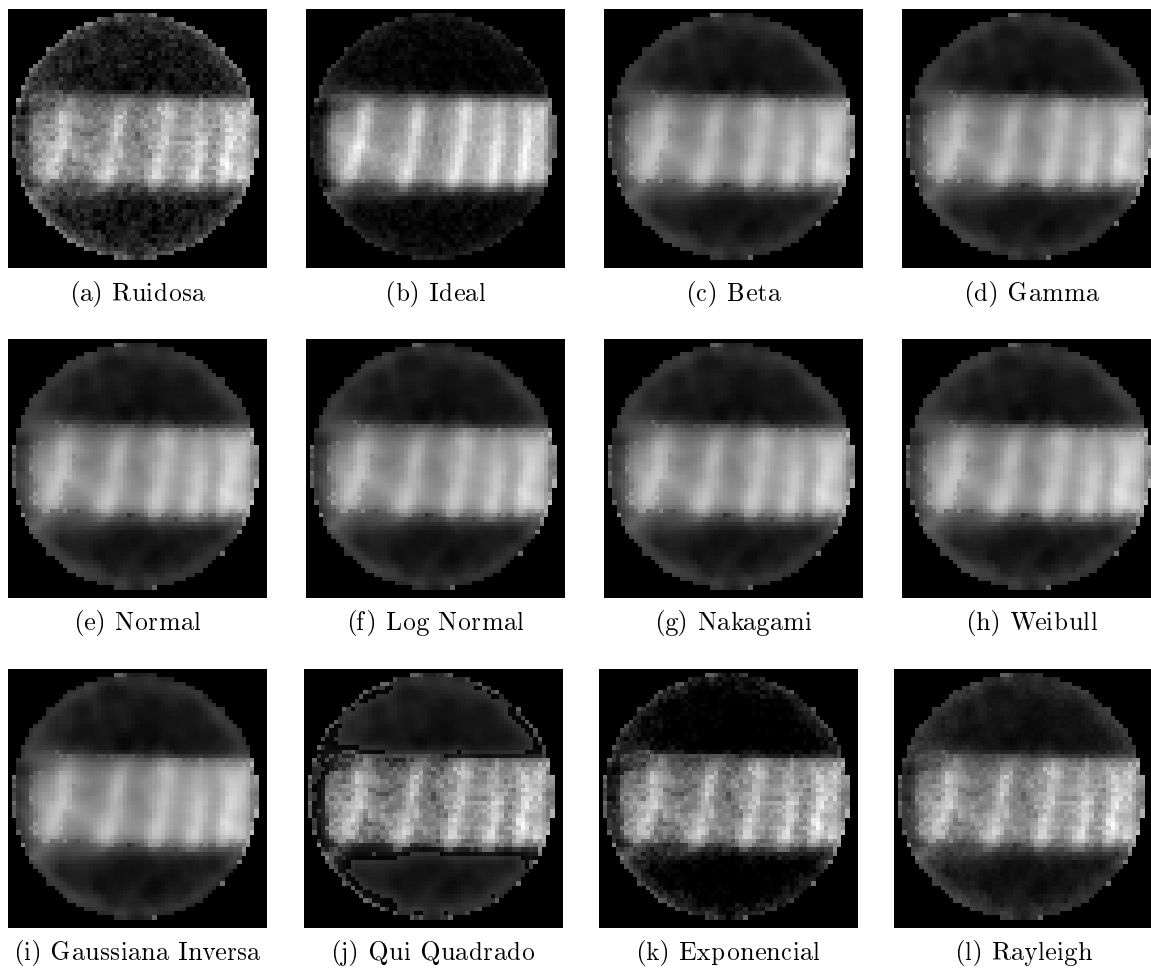 (a) Ruidosa
(b) Ideal
(c) Beta
(d) Gamma
(e) Normal
(f) Log Normal
(g) Nakagami
(h) Weibull
(i) Gaussiana Inversa
(j) Qui Quadrado
(k) Exponencial
(l) Rayleigh